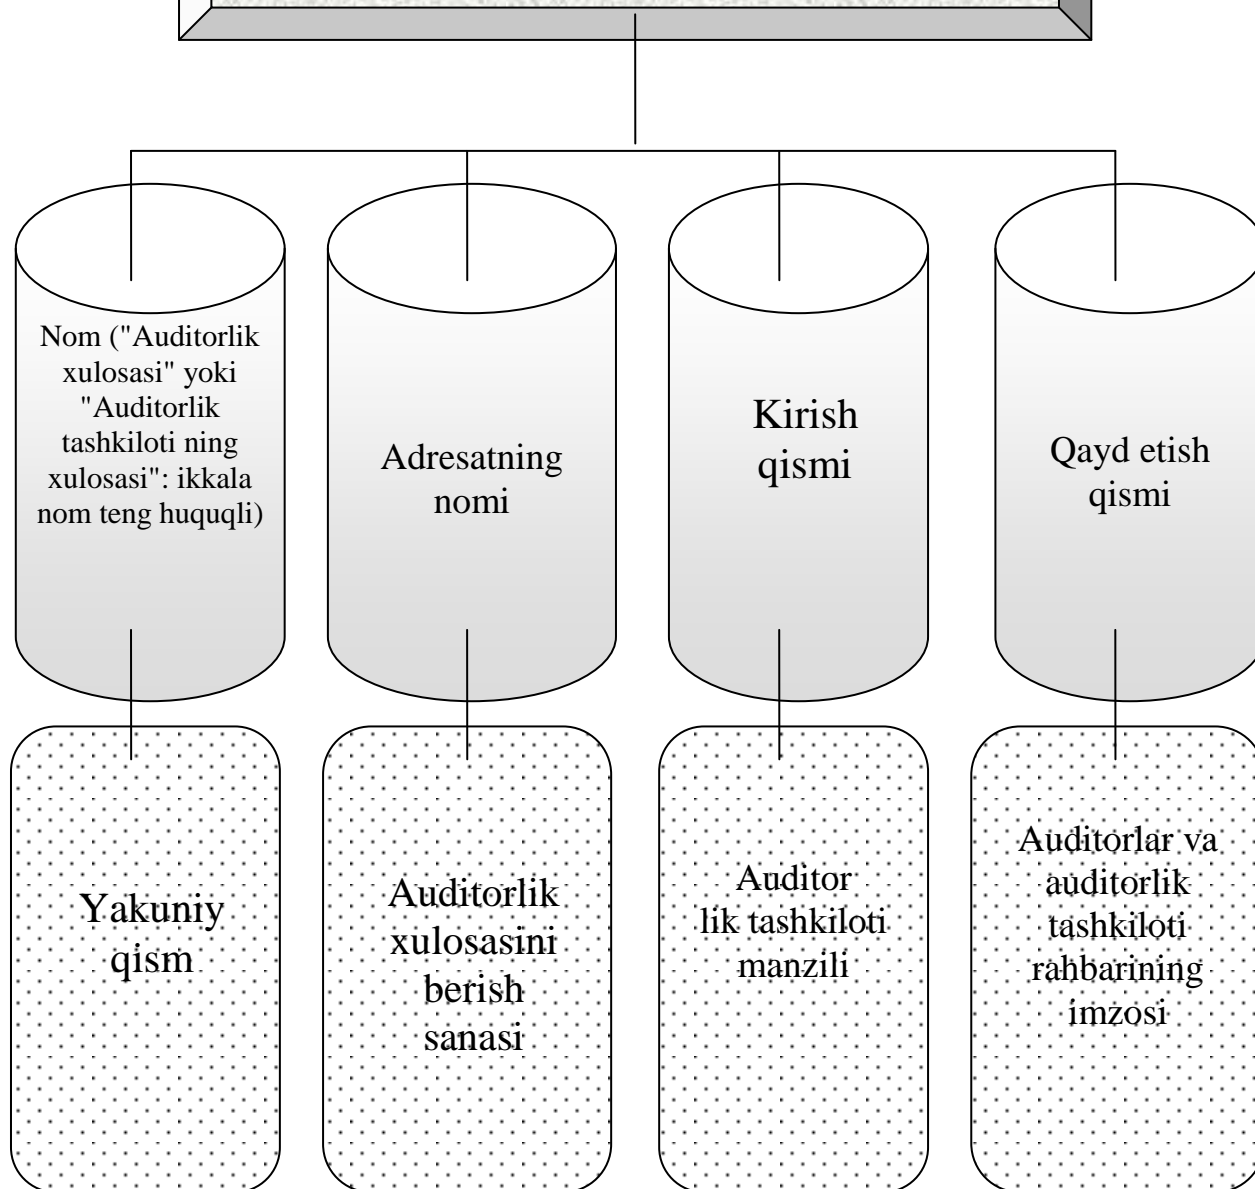 Nom ("Auditorlik
xulosasi" yoki
"Auditorlik
tashkiloti ning
xulosasi": ikkala
nom teng huquqli)
Adresatning
nomi
Kirish
qismi
Qayd etish
qismi
Yakuniy
qism
Auditorlik
xulosasini
berish
sanasi
Auditor
lik tashkiloti
manzili
Auditorlar va
auditorlik
tashkiloti
rahbarining
imzosi